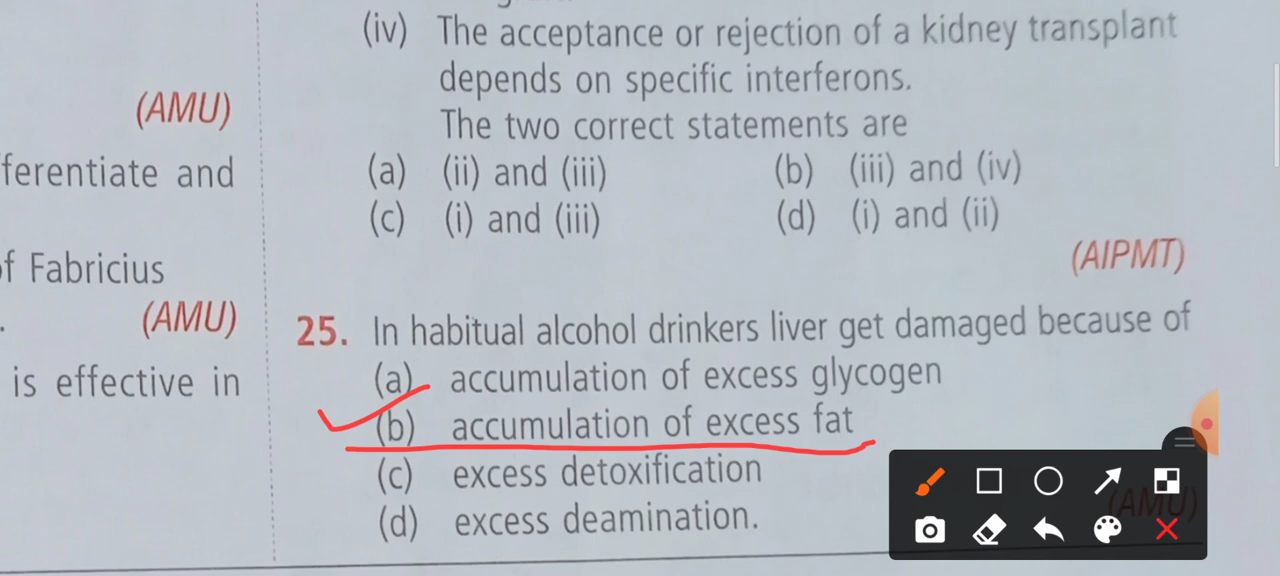 (AMU)
ferentiate and
of Fabricius
(AMU)
is effective in
(iv) The acceptance or rejection of a kidney transplant
depends on specific interferons.
The two correct statements are
(a) (ii) and (iii) (b) (iii) and (iv)
(c) (i) and (iii) (d) (i) and (ii)
(AIPMT)
25. In habitual alcohol drinkers liver get damaged because of
(a) accumulation of excess glycogen
(b) accumulation of excess fat
(c) excess detoxification
(d) excess deamination.
(AMU)